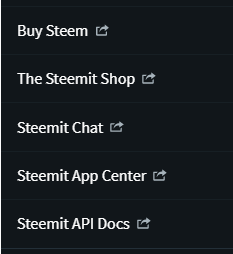 Buy Steem
The Steemit Shop
Steemit Chat
Steemit App Center
Steemit API Docs